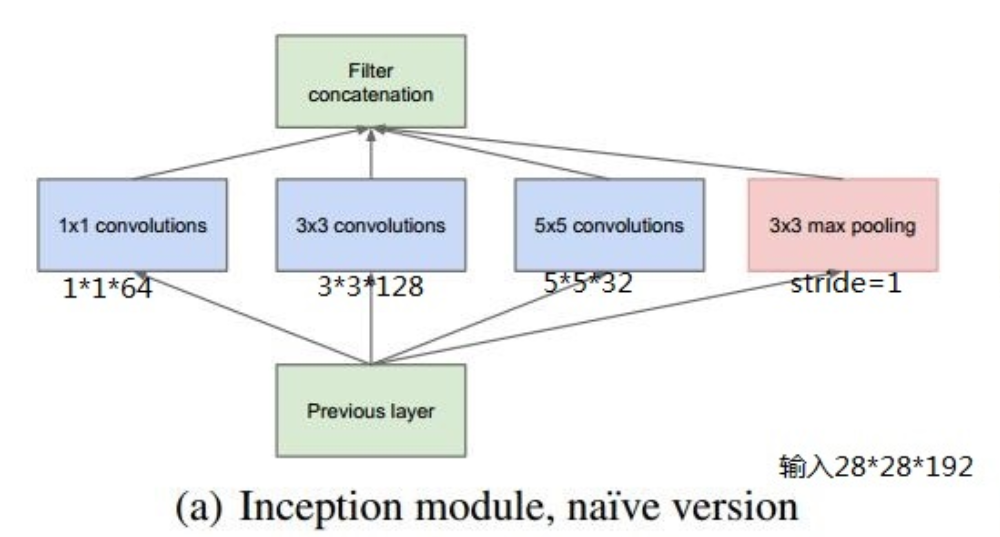 Filter
concatenation
1x1 convolutions
3x3 convolutions
5x5 convolutions
3x3 max pooling
1*1*64
3*3*128
5*5*32
stride=1
Previous layer
输入28*28*192
(a) Inception module, naïve version